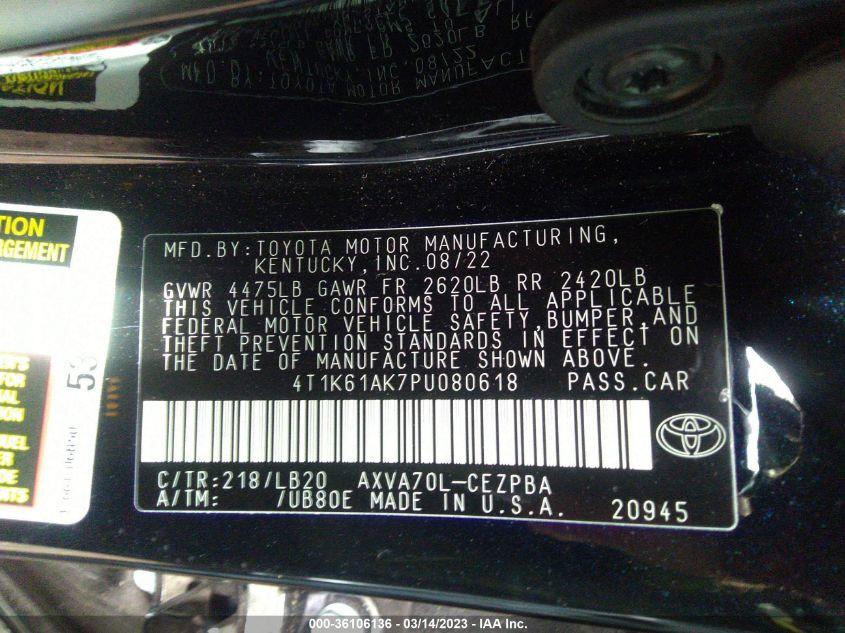 MFD.BY:TOYOTA MOTOR MANUFACTURING,
KENTUCKY,INC.08/22
GVWR 4475LB GAWR FR 2620LB RR 2420LB
THIS VEHICLE CONFORMS TO ALL APPLICABLE
FEDERAL MOTOR VEHICLE SAFETY,BUMPER,AND
THEFT PREVENTION STANDARDS IN EFFECT ON
THE DATE OF MANUFACTURE SHOWN ABOVE.
4T1K61AK7PU080618 PASS.CAR
C/TR:218/LB20 AXVA70L-CEZPBA
A/TM: /UB80E MADE IN U.S.A. 20945
53
000-36106136 - 03/14/2023 - IAA Inc.